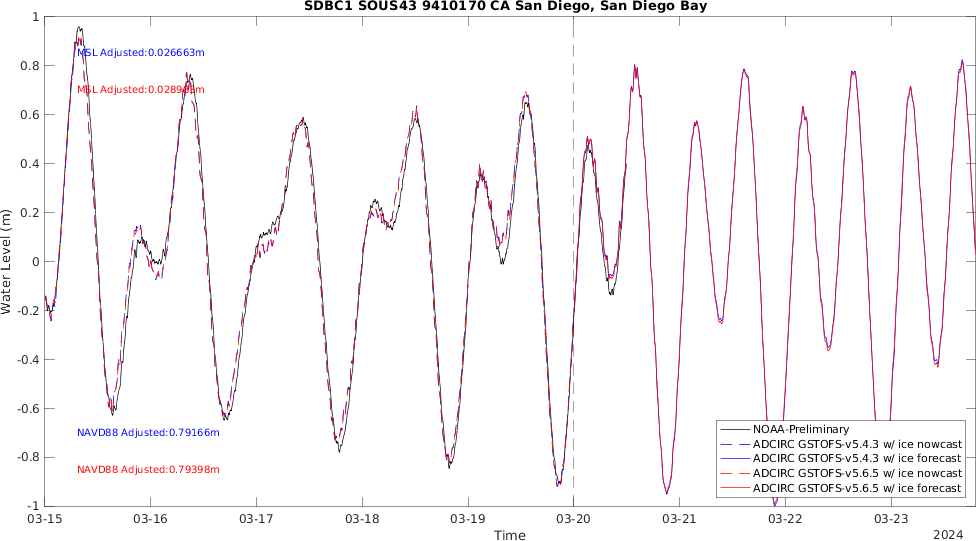 SDBC1 SOUS43 9410170 CA San Diego, San Diego Bay
1
0.8
0.6
0.4
0.2
0
-0.2
-0.4
-0.6
-0.8
-1
Water Level (m)
MSL Adjusted:0.026663m
MSL
NAVD88 Adjusted:0.79166m
NAVD88 Adjusted:0.79398m
NOAA-Preliminary
ADCIRC GSTOFS-v5.4.3 w/ ice nowcast
ADCIRC GSTOFS-v5.4.3 w/ ice forecast
ADCIRC GSTOFS-v5.6.5 w/ ice nowcast
ADCIRC GSTOFS-v5.6.5 w/ ice forecast
03-15 03-16 03-17 03-18 03-19 03-20 03-21 03-22 03-23
Time
2024